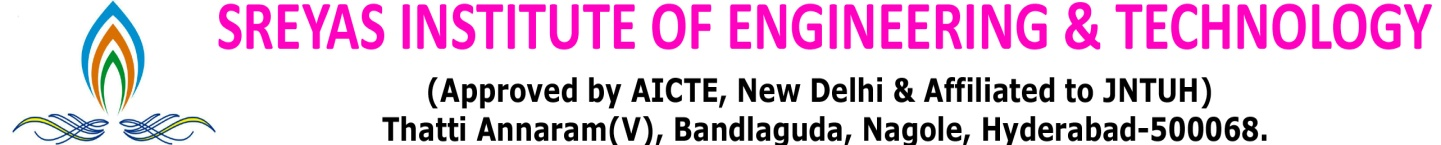 SREYAS INSTITUTE OF ENGINEERING & TECHNOLOGY
(Approved by AICTE, New Delhi & Affiliated to JNTUH)
Thatti Annaram(V), Bandlaguda, Nagole, Hyderabad-500068.